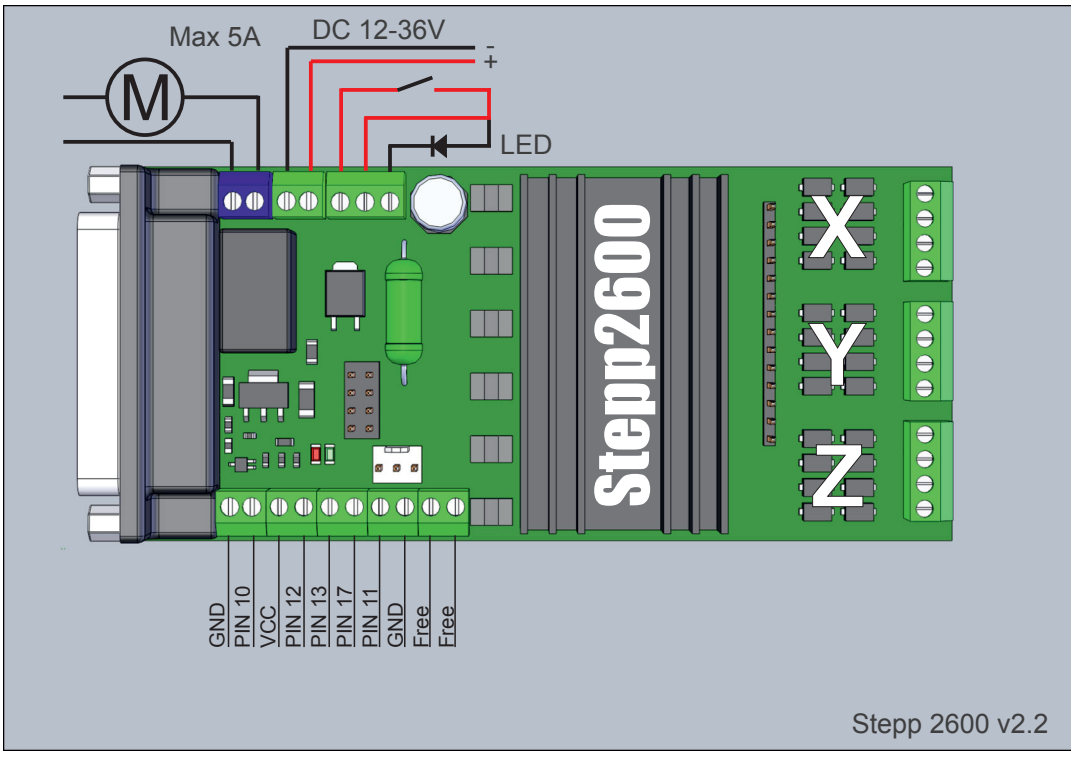 Max 5A
DC 12-36V
-
+
M
LED
Stepp2600
X
Y
Z
GND
PIN 10
VCC
PIN 12
PIN 13
PIN 17
PIN 11
GND
Free
Free
Stepp 2600 v2.2